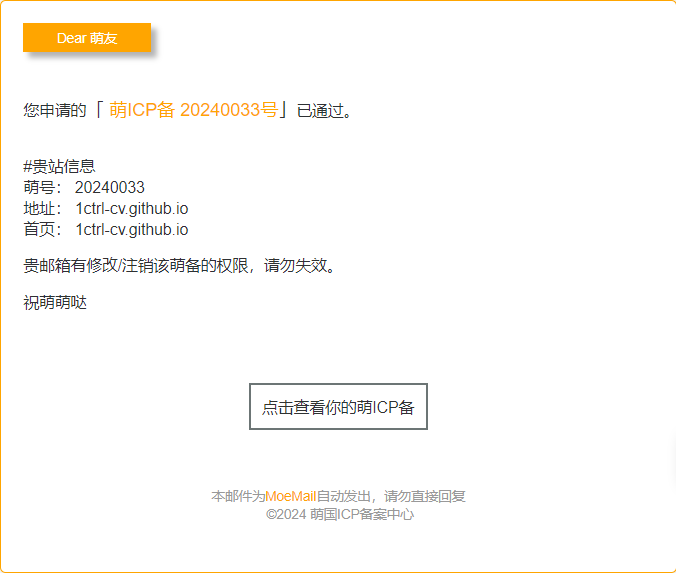 Dear 萌友
您申请的「 萌ICP备 20240033号」已通过。
#贵站信息
萌号： 20240033
地址： 1ctrl-cv.github.io
首页： 1ctrl-cv.github.io
贵邮箱有修改/注销该萌备的权限，请勿失效。
祝萌萌哒
点击查看你的萌ICP备
本邮件为MoeMail自动发出，请勿直接回复
©2024 萌国ICP备案中心